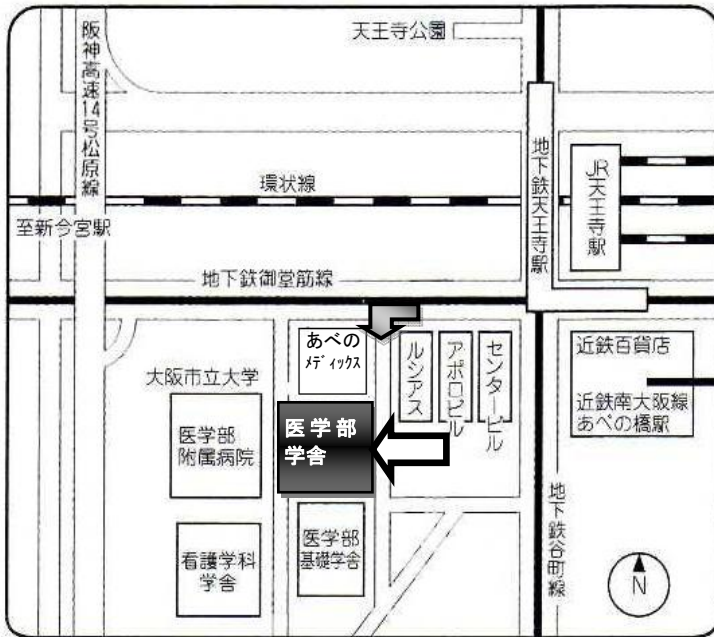 天王寺公園
阪神高速14号松原線
環状線
地下鉄天王寺駅
JR天王寺駅
至新今宮駅
地下鉄御堂筋線
あべの
メディックス
ルシアス
アポロビル
センタービル
近鉄百貨店
近鉄南大阪線
あべの橋駅
大阪市立大学
医学部
附属病院
医学部
学舎
看護学科
学舎
医学部
基礎学舎
地下鉄谷町線
N